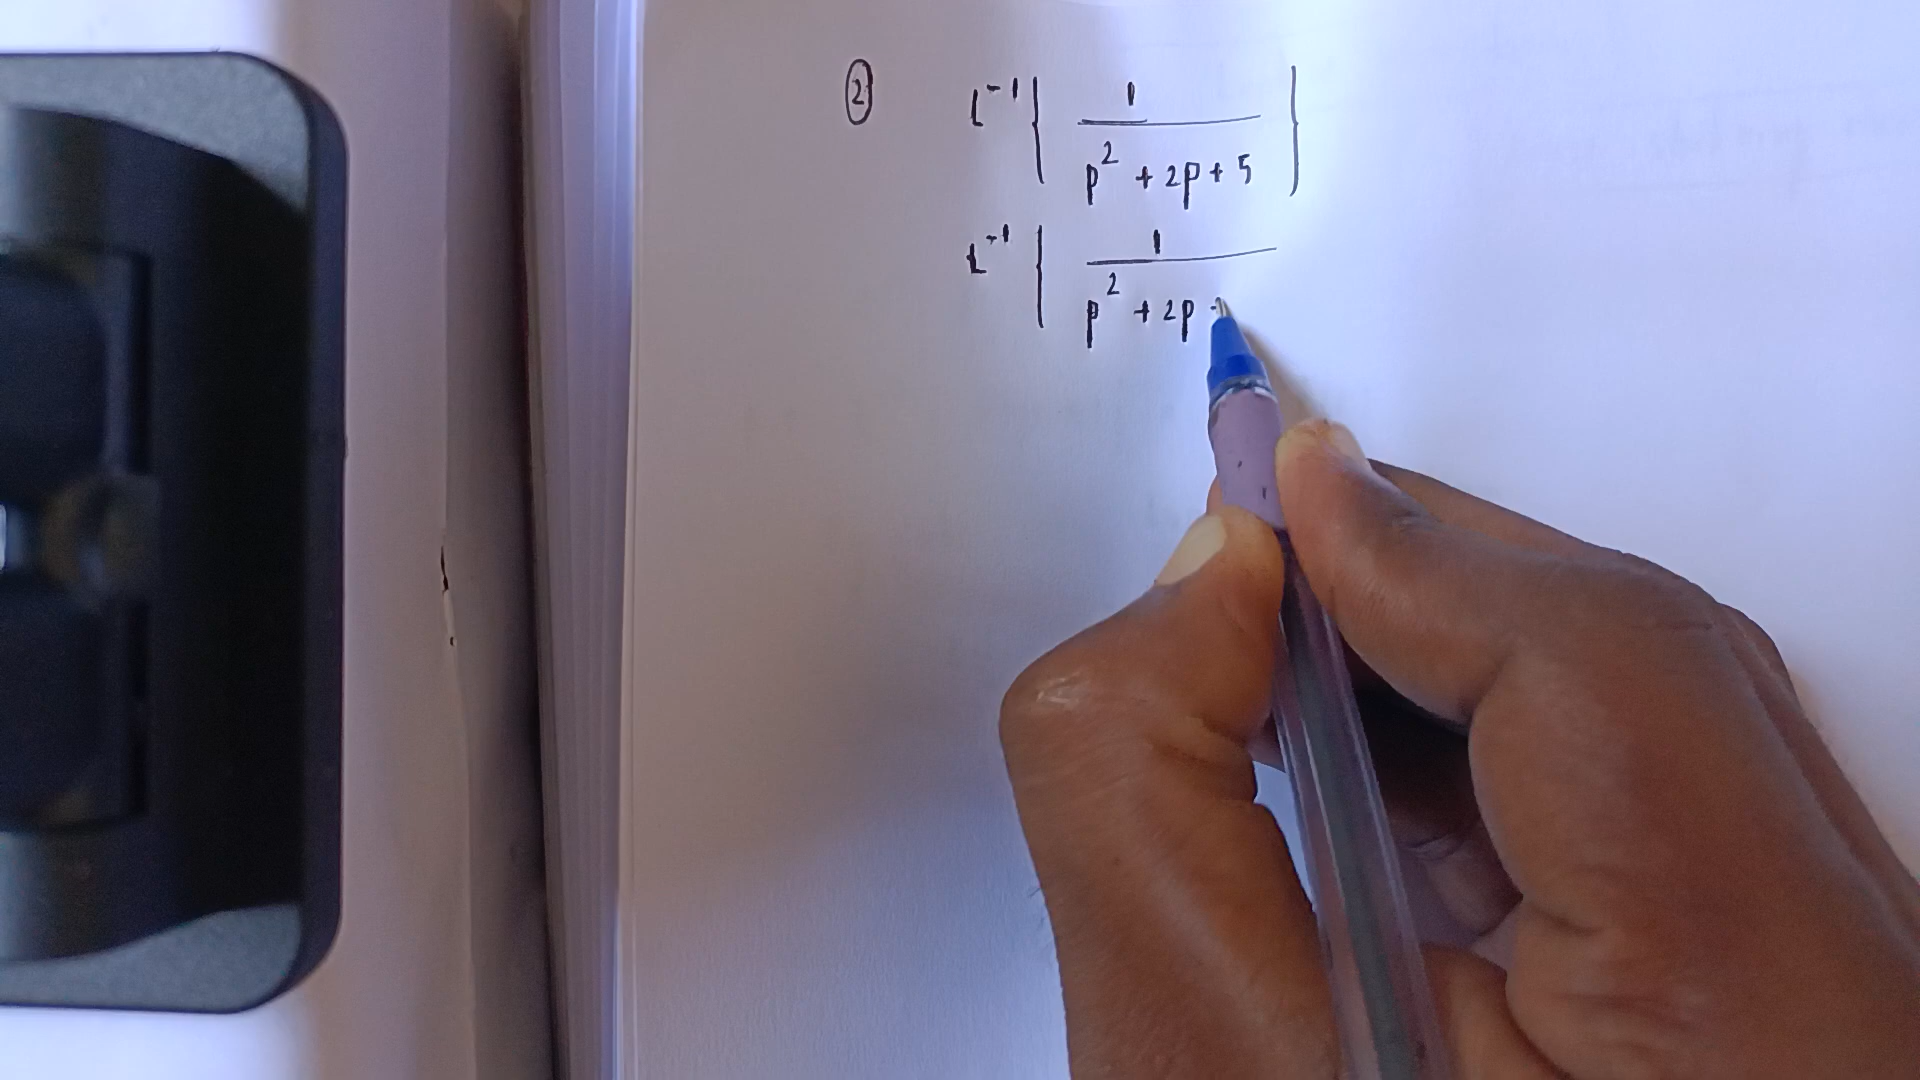 ② L⁻¹ { 1 / p² + 2p + 5 }
L⁻¹ { 1 / p² + 2p +